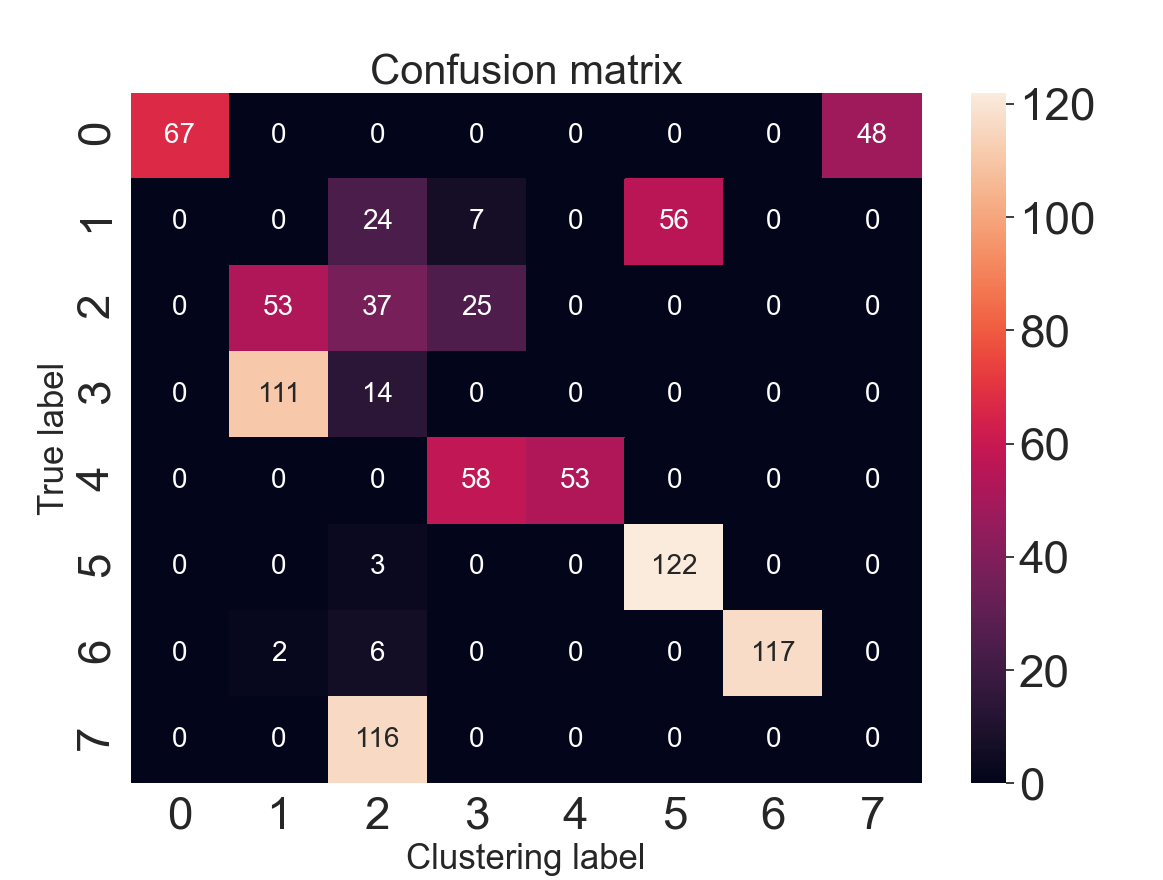 Confusion matrix
0 67 0 0 0 0 0 0 48
1 0 0 24 7 0 56 0 0
2 0 53 37 25 0 0 0 0
3 0 111 14 0 0 0 0 0
4 0 0 0 58 53 0 0 0
5 0 0 3 0 0 122 0 0
6 0 2 6 0 0 0 117 0
7 0 0 116 0 0 0 0 0
0 1 2 3 4 5 6 7
True label
Clustering label
120
100
80
60
40
20
0